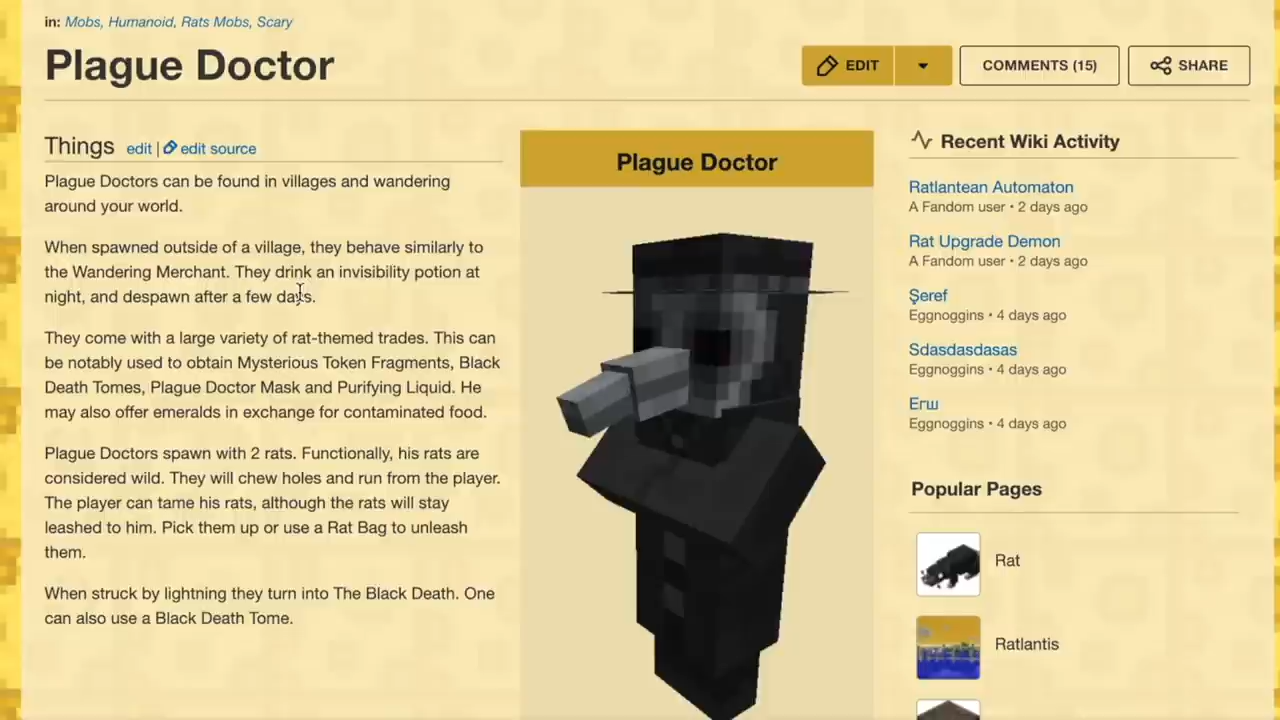 in: Mobs, Humanoid, Rats Mobs, Scary
Plague Doctor
EDIT
COMMENTS (15)
SHARE
Things edit | edit source
Plague Doctors can be found in villages and wandering
around your world.
When spawned outside of a village, they behave similarly to
the Wandering Merchant. They drink an invisibility potion at
night, and despawn after a few days.
They come with a large variety of rat-themed trades. This can
be notably used to obtain Mysterious Token Fragments, Black
Death Tomes, Plague Doctor Mask and Purifying Liquid. He
may also offer emeralds in exchange for contaminated food.
Plague Doctors spawn with 2 rats. Functionally, his rats are
considered wild. They will chew holes and run from the player.
The player can tame his rats, although the rats will stay
leashed to him. Pick them up or use a Rat Bag to unleash
them.
When struck by lightning they turn into The Black Death. One
can also use a Black Death Tome.
Plague Doctor
Recent Wiki Activity
Ratlantean Automaton
A Fandom user • 2 days ago
Rat Upgrade Demon
A Fandom user • 2 days ago
Şeref
Eggnoggins • 4 days ago
Sdasdasdasas
Eggnoggins • 4 days ago
Егш
Eggnoggins • 4 days ago
Popular Pages
Rat
Ratlantis